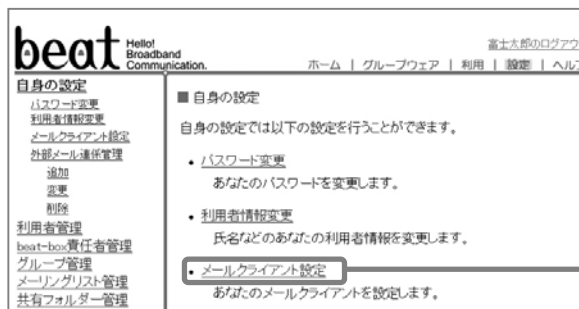 beat Hello!
Broadband
Communication.
富士太郎のログアウ
ホーム | グループウェア | 利用 | 設定 | ヘル
自身の設定
パスワード変更
利用者情報変更
メールクライアント設定
外部メール連係管理
追加
変更
削除
利用者管理
beat-box責任者管理
グループ管理
メーリングリスト管理
共有フォルダー管理
■ 自身の設定
自身の設定では以下の設定を行うことができます。
• パスワード変更
あなたのパスワードを変更します。
• 利用者情報変更
氏名などのあなたの利用者情報を変更します。
• メールクライアント設定
あなたのメールクライアントを設定します。